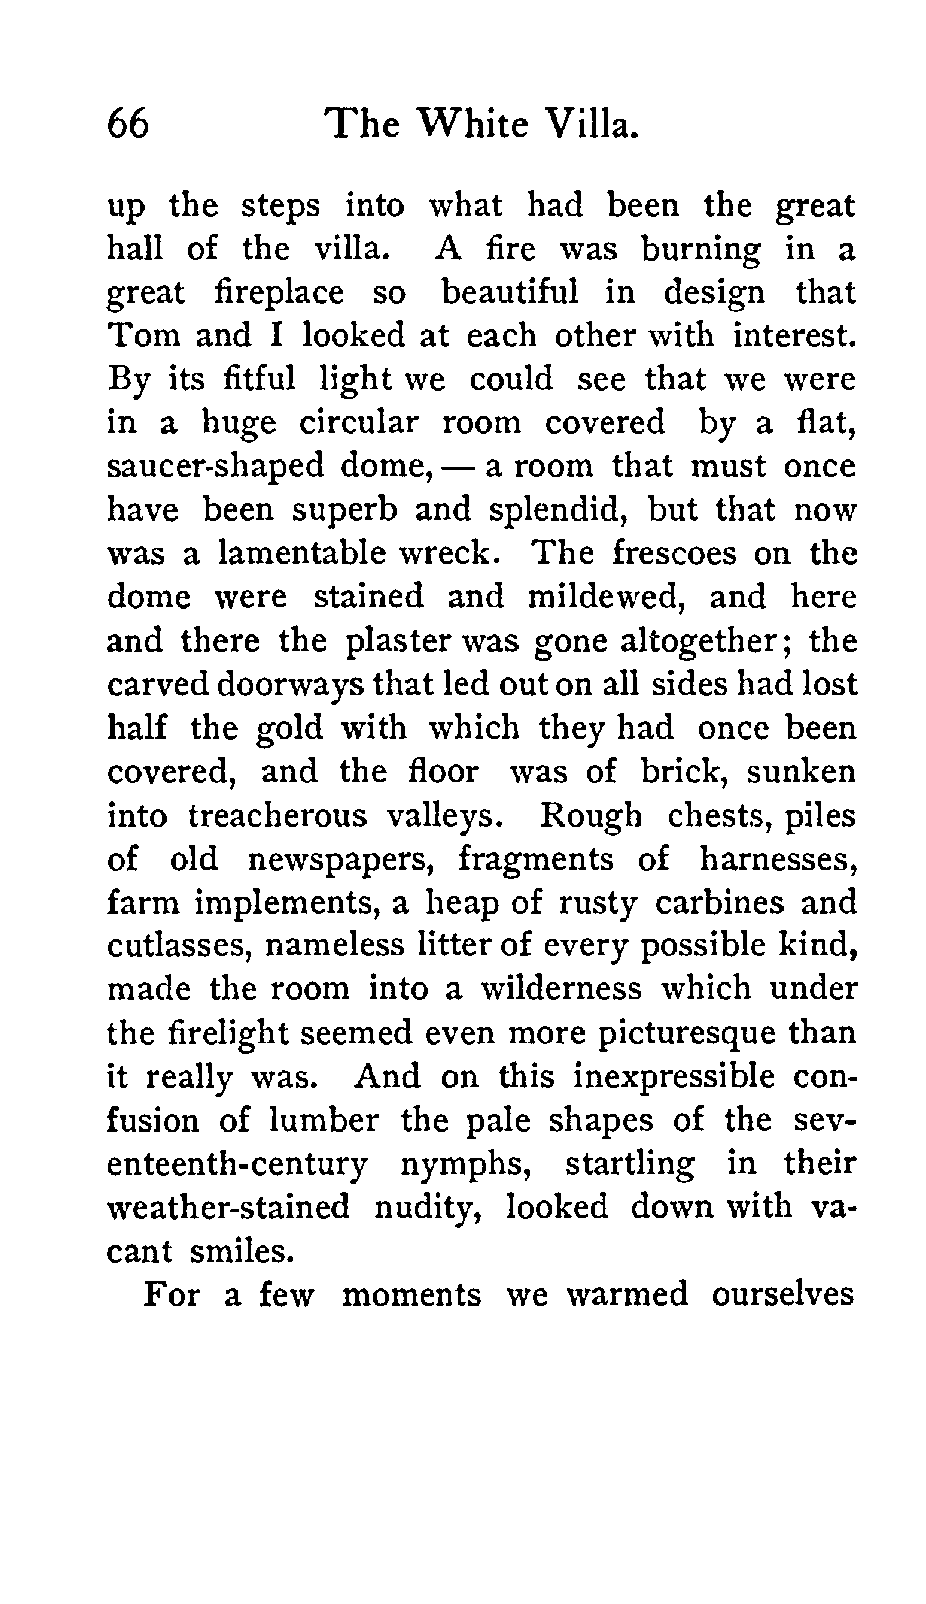 66 The White Villa.
up the steps into what had been the great
hall of the villa. A fire was burning in a
great fireplace so beautiful in design that
Tom and I looked at each other with interest.
By its fitful light we could see that we were
in a huge circular room covered by a flat,
saucer-shaped dome, — a room that must once
have been superb and splendid, but that now
was a lamentable wreck. The frescoes on the
dome were stained and mildewed, and here
and there the plaster was gone altogether; the
carved doorways that led out on all sides had lost
half the gold with which they had once been
covered, and the floor was of brick, sunken
into treacherous valleys. Rough chests, piles
of old newspapers, fragments of harnesses,
farm implements, a heap of rusty carbines and
cutlasses, nameless litter of every possible kind,
made the room into a wilderness which under
the firelight seemed even more picturesque than
it really was. And on this inexpressible con-
fusion of lumber the pale shapes of the sev-
enteenth-century nymphs, startling in their
weather-stained nudity, looked down with va-
cant smiles.
For a few moments we warmed ourselves